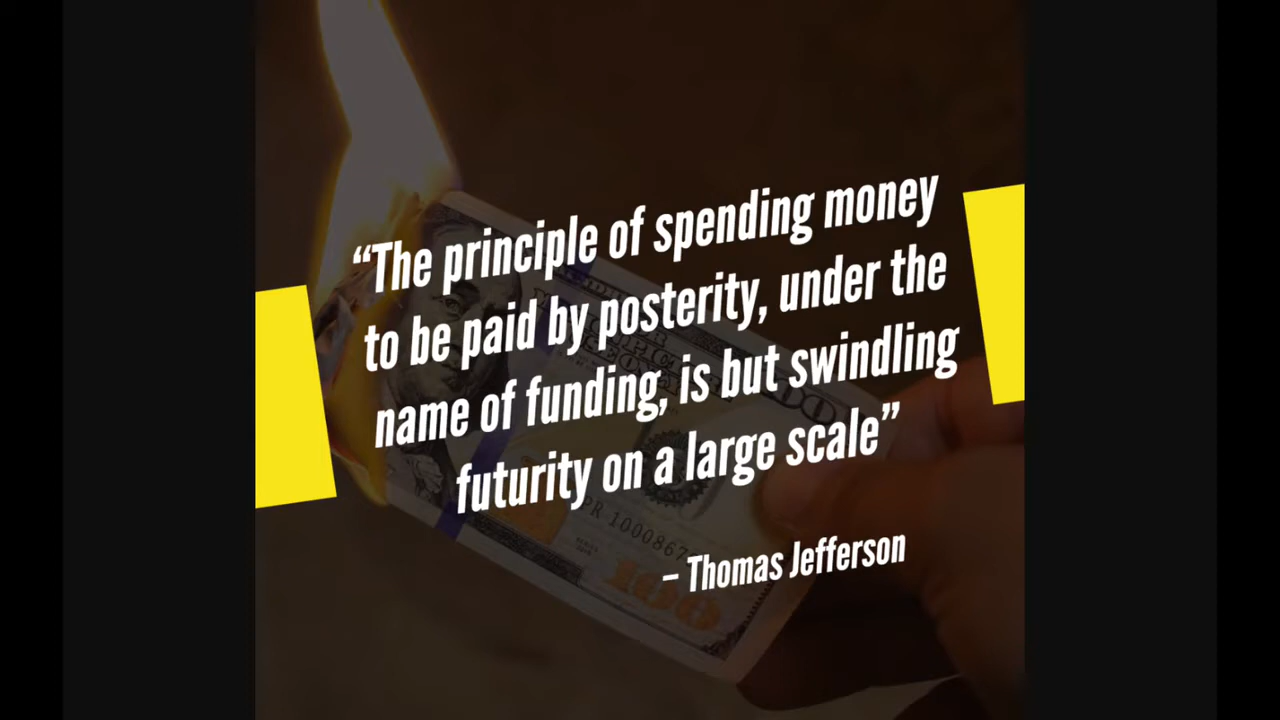 “The principle of spending money
to be paid by posterity, under the
name of funding, is but swindling
futurity on a large scale”
– Thomas Jefferson
100